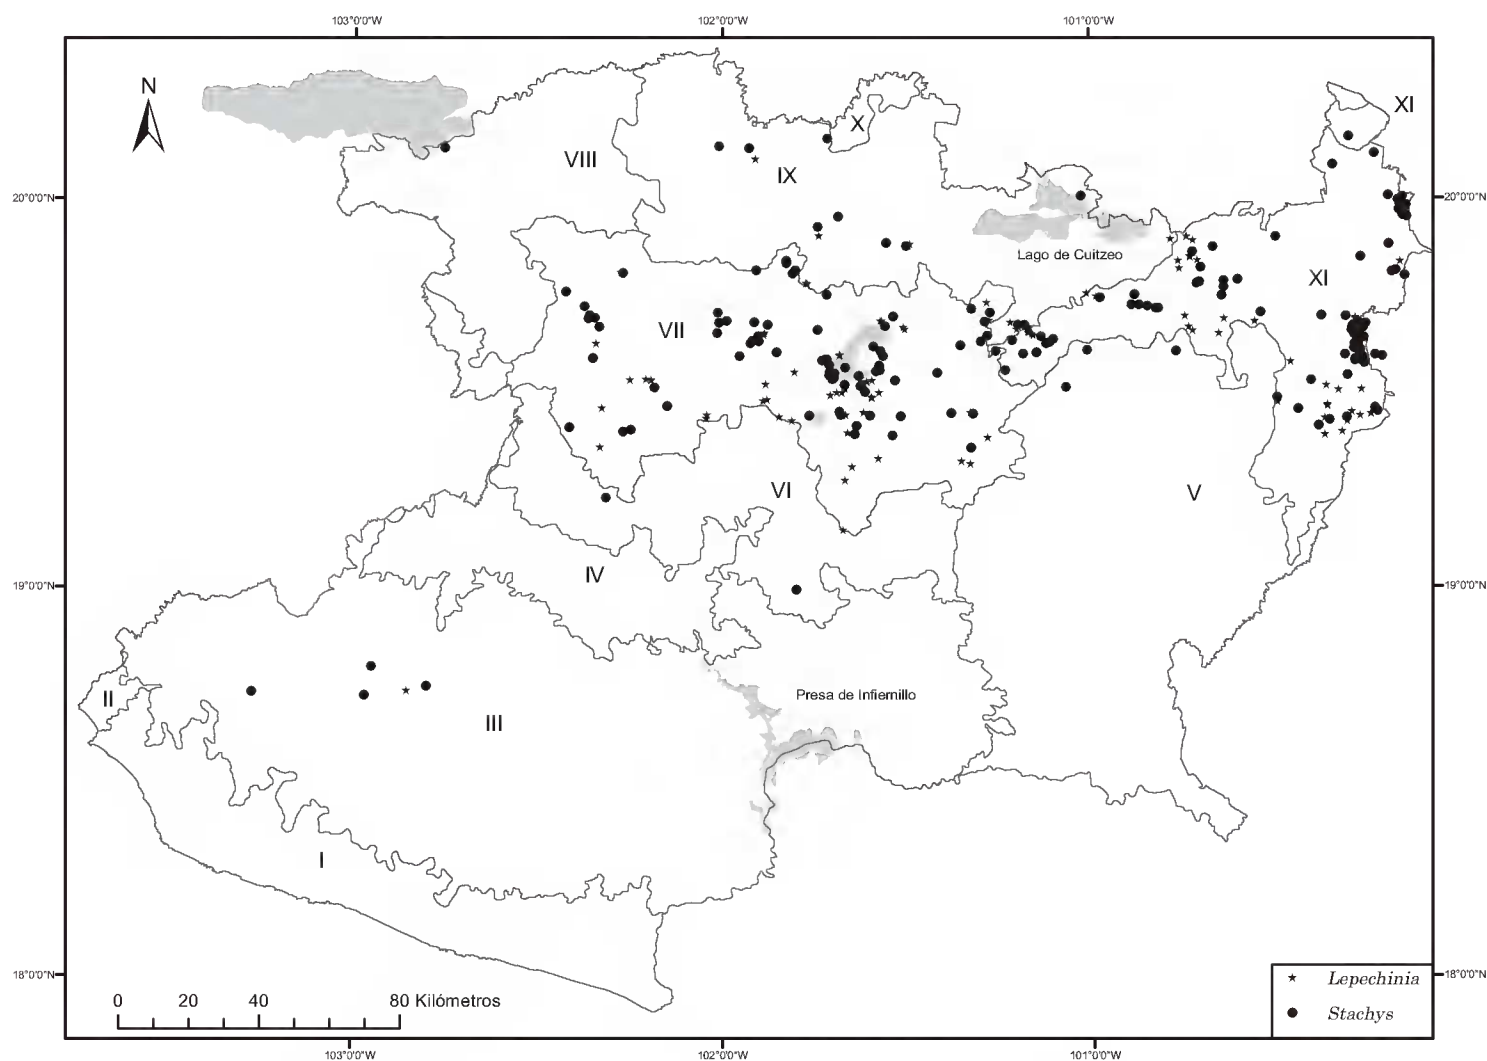 103°0'0"W 102°0'0"W 101°0'0"W
N
XI
X
VIII
IX
20°0'0"N 20°0'0"N
Lago de Cuitzeo
XI
VII
VI
V
IV
19°0'0"N 19°0'0"N
II
Presa de Infiernillo
III
I
18°0'0"N 18°0'0"N
Lepechinia
0 20 40 80 Kilómetros
Stachys
103°0'0"W 102°0'0"W 101°0'0"W